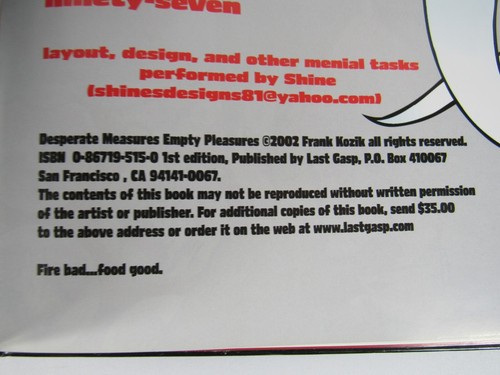 ninety-seven
layout, design, and other menial tasks
performed by Shine
(shinesdesigns81@yahoo.com)
Desperate Measures Empty Pleasures ©2002 Frank Kozik all rights reserved.
ISBN 0-86719-515-0 1st edition, Published by Last Gasp, P.O. Box 410067
San Francisco , CA 94141-0067.
The contents of this book may not be reproduced without written permission
of the artist or publisher. For additional copies of this book, send $35.00
to the above address or order it on the web at www.lastgasp.com
Fire bad...food good.